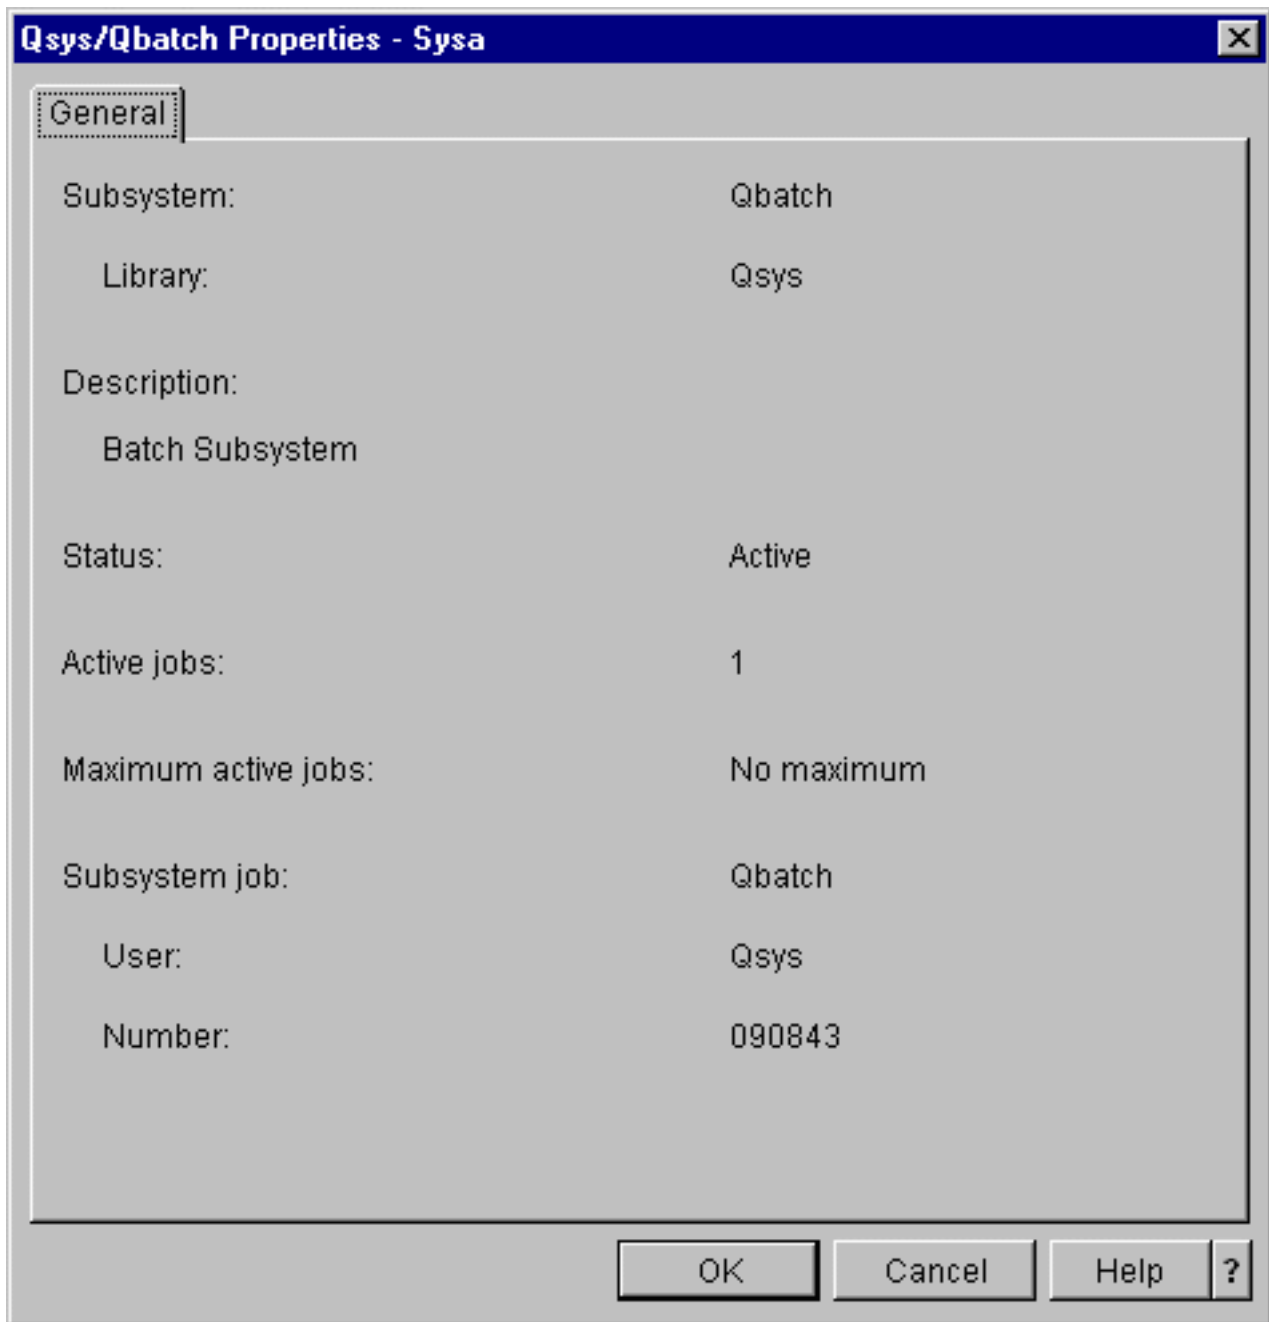 Qsys/Qbatch Properties - Sysa
General
Subsystem: Qbatch
Library: Qsys
Description:
Batch Subsystem
Status: Active
Active jobs: 1
Maximum active jobs: No maximum
Subsystem job: Qbatch
User: Qsys
Number: 090843
OK Cancel Help ?